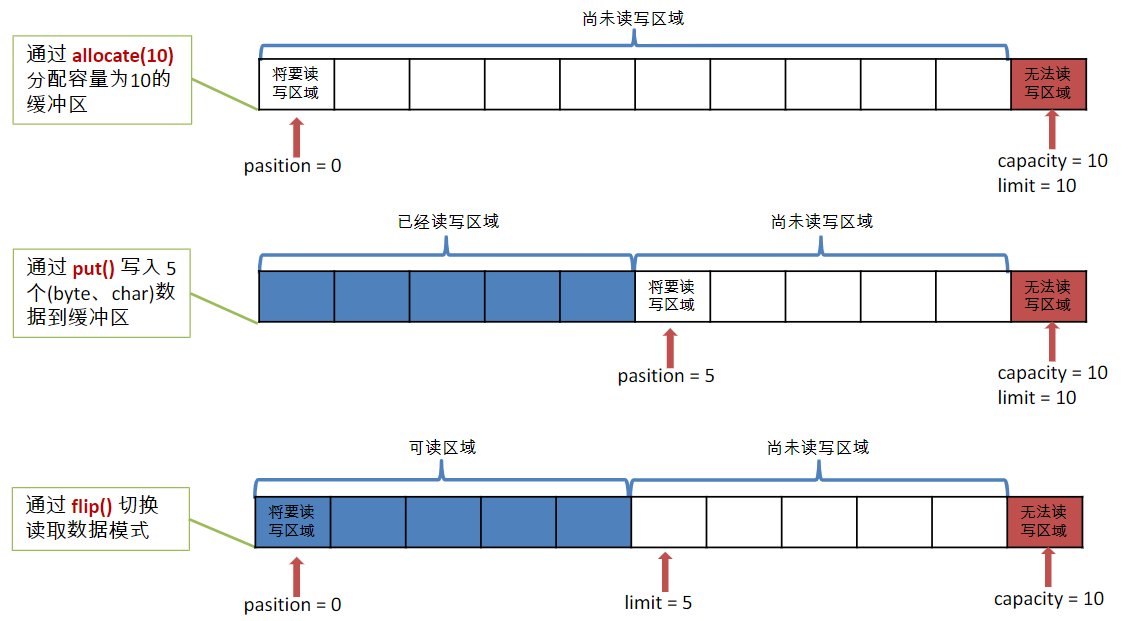 尚未读写区域
通过 allocate(10)
分配容量为10的
缓冲区
将要读
写区域
无法读
写区域
pasition = 0
capacity = 10
limit = 10
已经读写区域
尚未读写区域
通过 put() 写入 5
个(byte、char)数
据到缓冲区
将要读
写区域
无法读
写区域
pasition = 5
capacity = 10
limit = 10
可读区域
尚未读写区域
通过 flip() 切换
读取数据模式
将要读
写区域
无法读
写区域
pasition = 0
limit = 5
capacity = 10